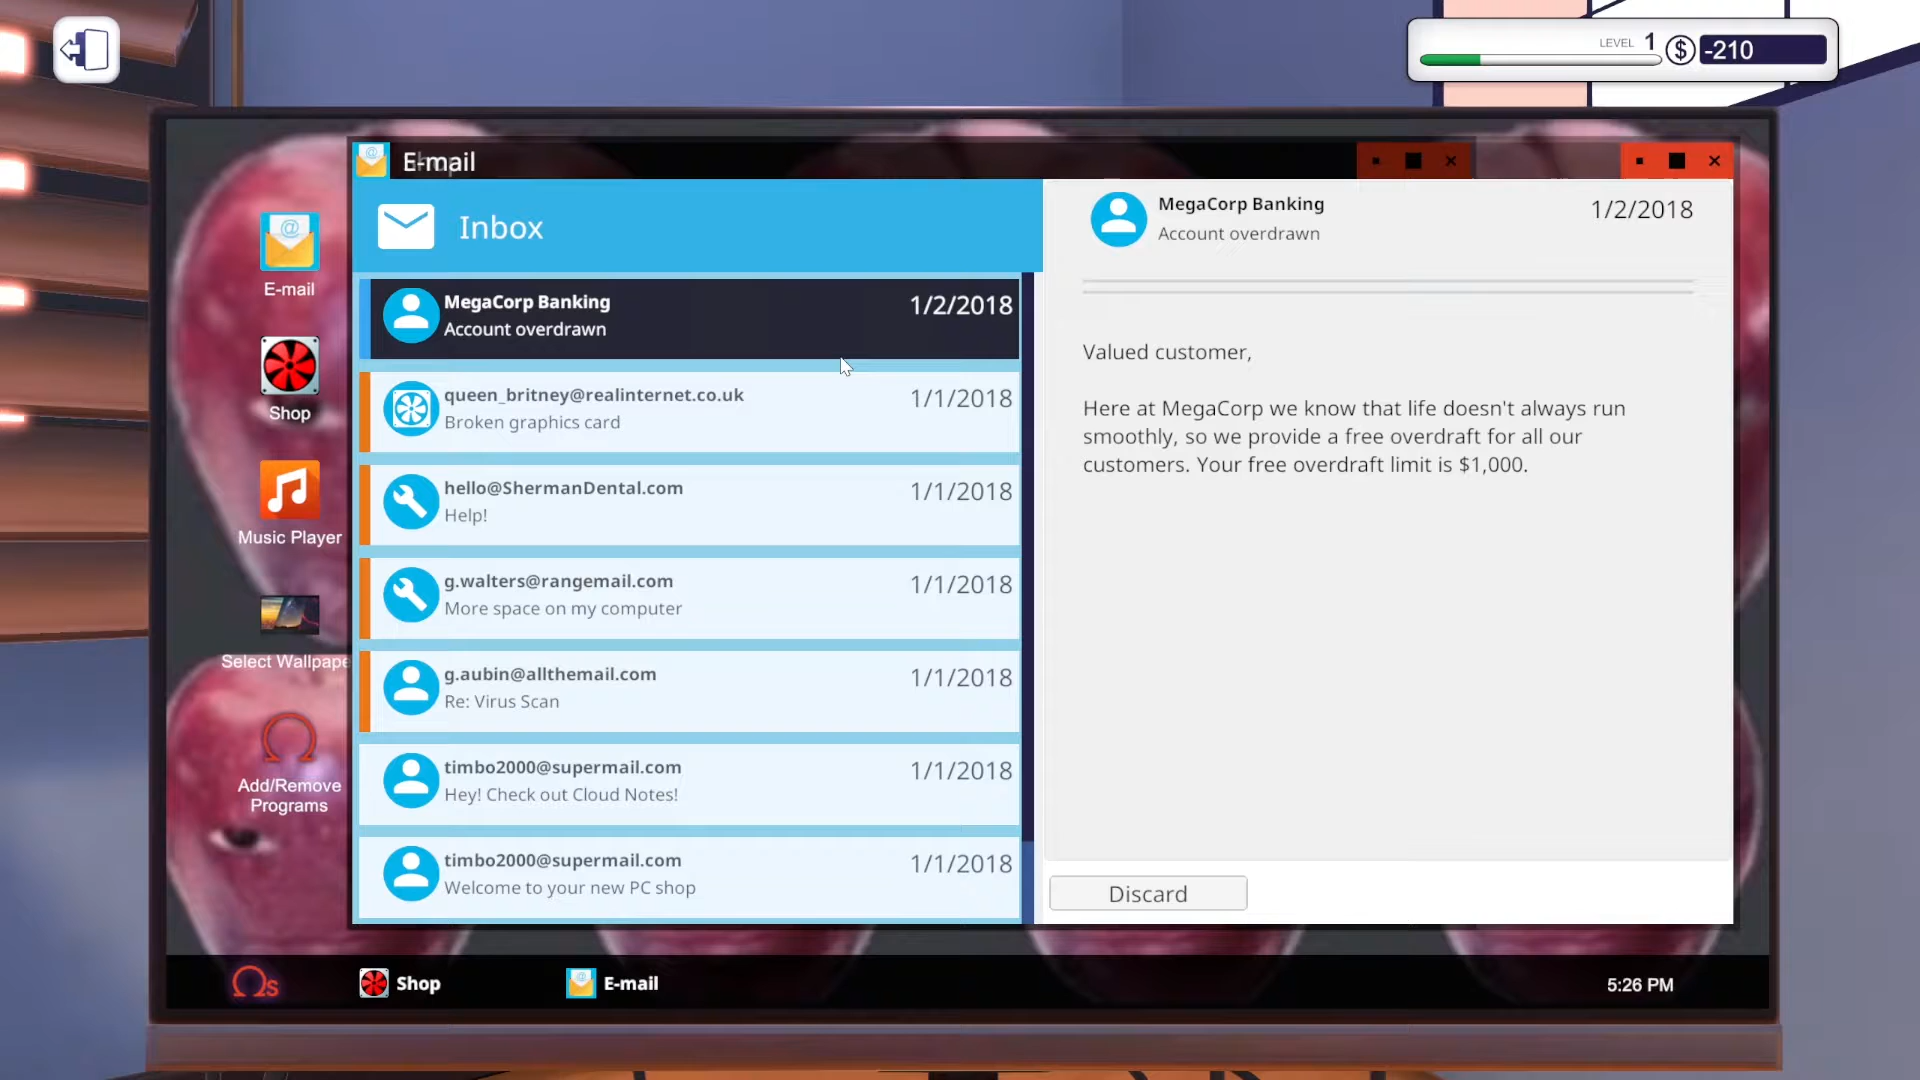 LEVEL 1
$ -210
E-mail
Inbox
MegaCorp Banking
1/2/2018
Account overdrawn
queen_britney@realinternet.co.uk
1/1/2018
Broken graphics card
hello@ShermanDental.com
1/1/2018
Help!
g.walters@rangemail.com
1/1/2018
More space on my computer
g.aubin@allthemail.com
1/1/2018
Re: Virus Scan
timbo2000@supermail.com
1/1/2018
Hey! Check out Cloud Notes!
timbo2000@supermail.com
1/1/2018
Welcome to your new PC shop
MegaCorp Banking
1/2/2018
Account overdrawn
Valued customer,
Here at MegaCorp we know that life doesn't always run
smoothly, so we provide a free overdraft for all our
customers. Your free overdraft limit is $1,000.
Discard
E-mail
Shop
Music Player
Select Wallpape
Add/Remove
Programs
Ωs
Shop
E-mail
5:26 PM